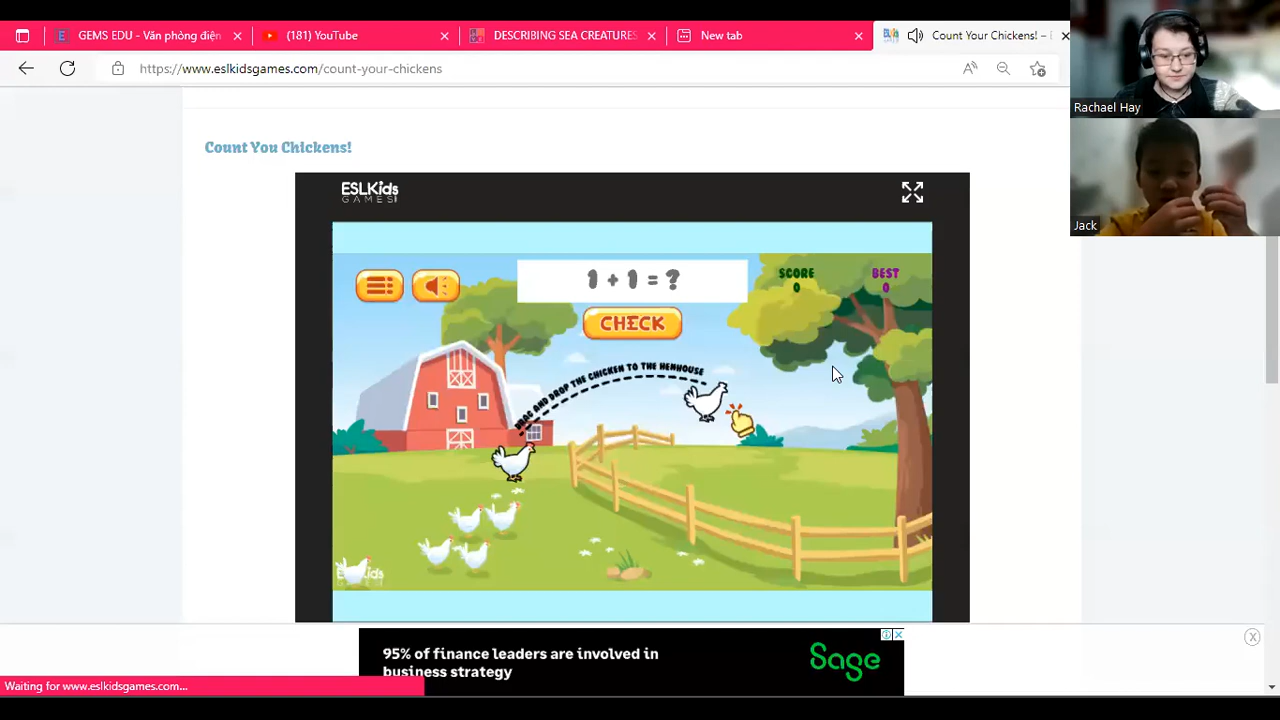 GEMS EDU - Văn phòng diện
(181) YouTube
DESCRIBING SEA CREATURES
New tab
Count Your Chickens! –
https://www.eslkidsgames.com/count-your-chickens
Rachael Hay
Jack
Count You Chickens!
ESLKids
GAMES
1 + 1 = ?
SCORE
0
BEST
0
CHECK
DRAG AND DROP THE CHICKEN TO THE HENHOUSE
ESLKids
GAMES
95% of finance leaders are involved in
business strategy
Sage
Waiting for www.eslkidsgames.com...